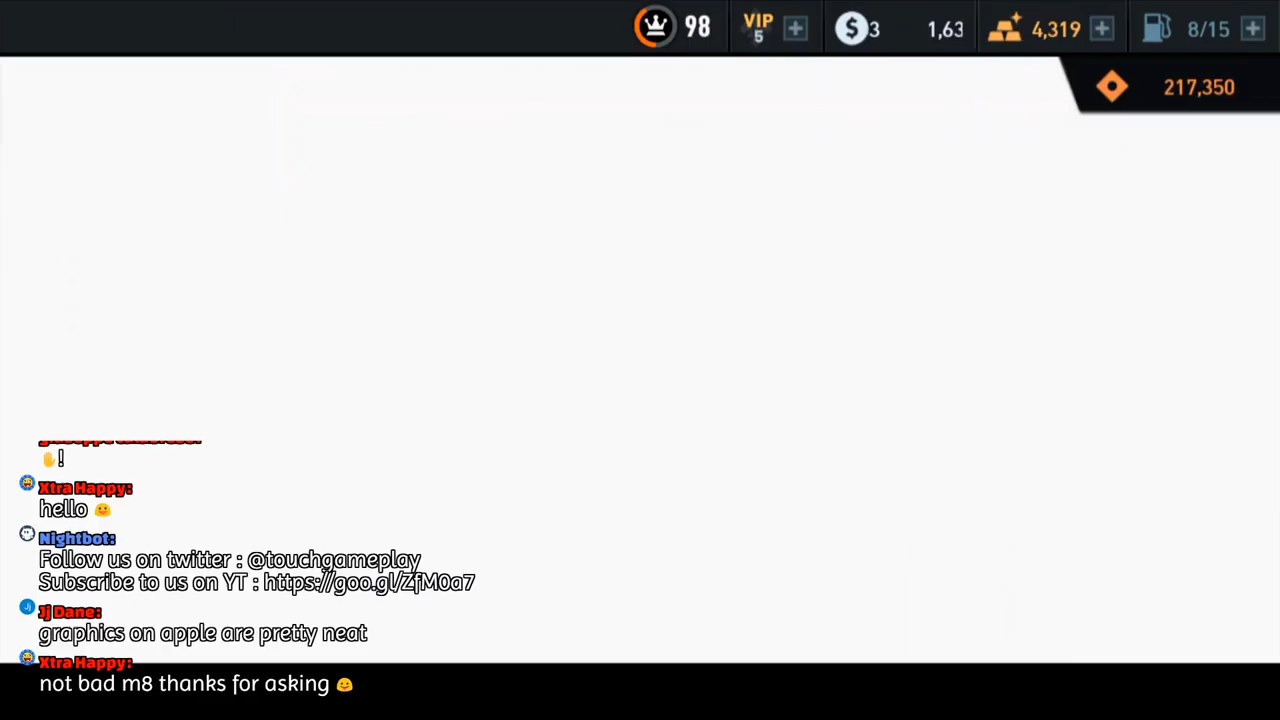 98
VIP
5
$3 1,63
4,319
8/15
217,350
!
Xtra Happy:
hello
Nightbot:
Follow us on twitter : @touchgameplay
Subscribe to us on YT : https://goo.gl/ZfM0a7
Jj Dane:
graphics on apple are pretty neat
Xtra Happy:
not bad m8 thanks for asking